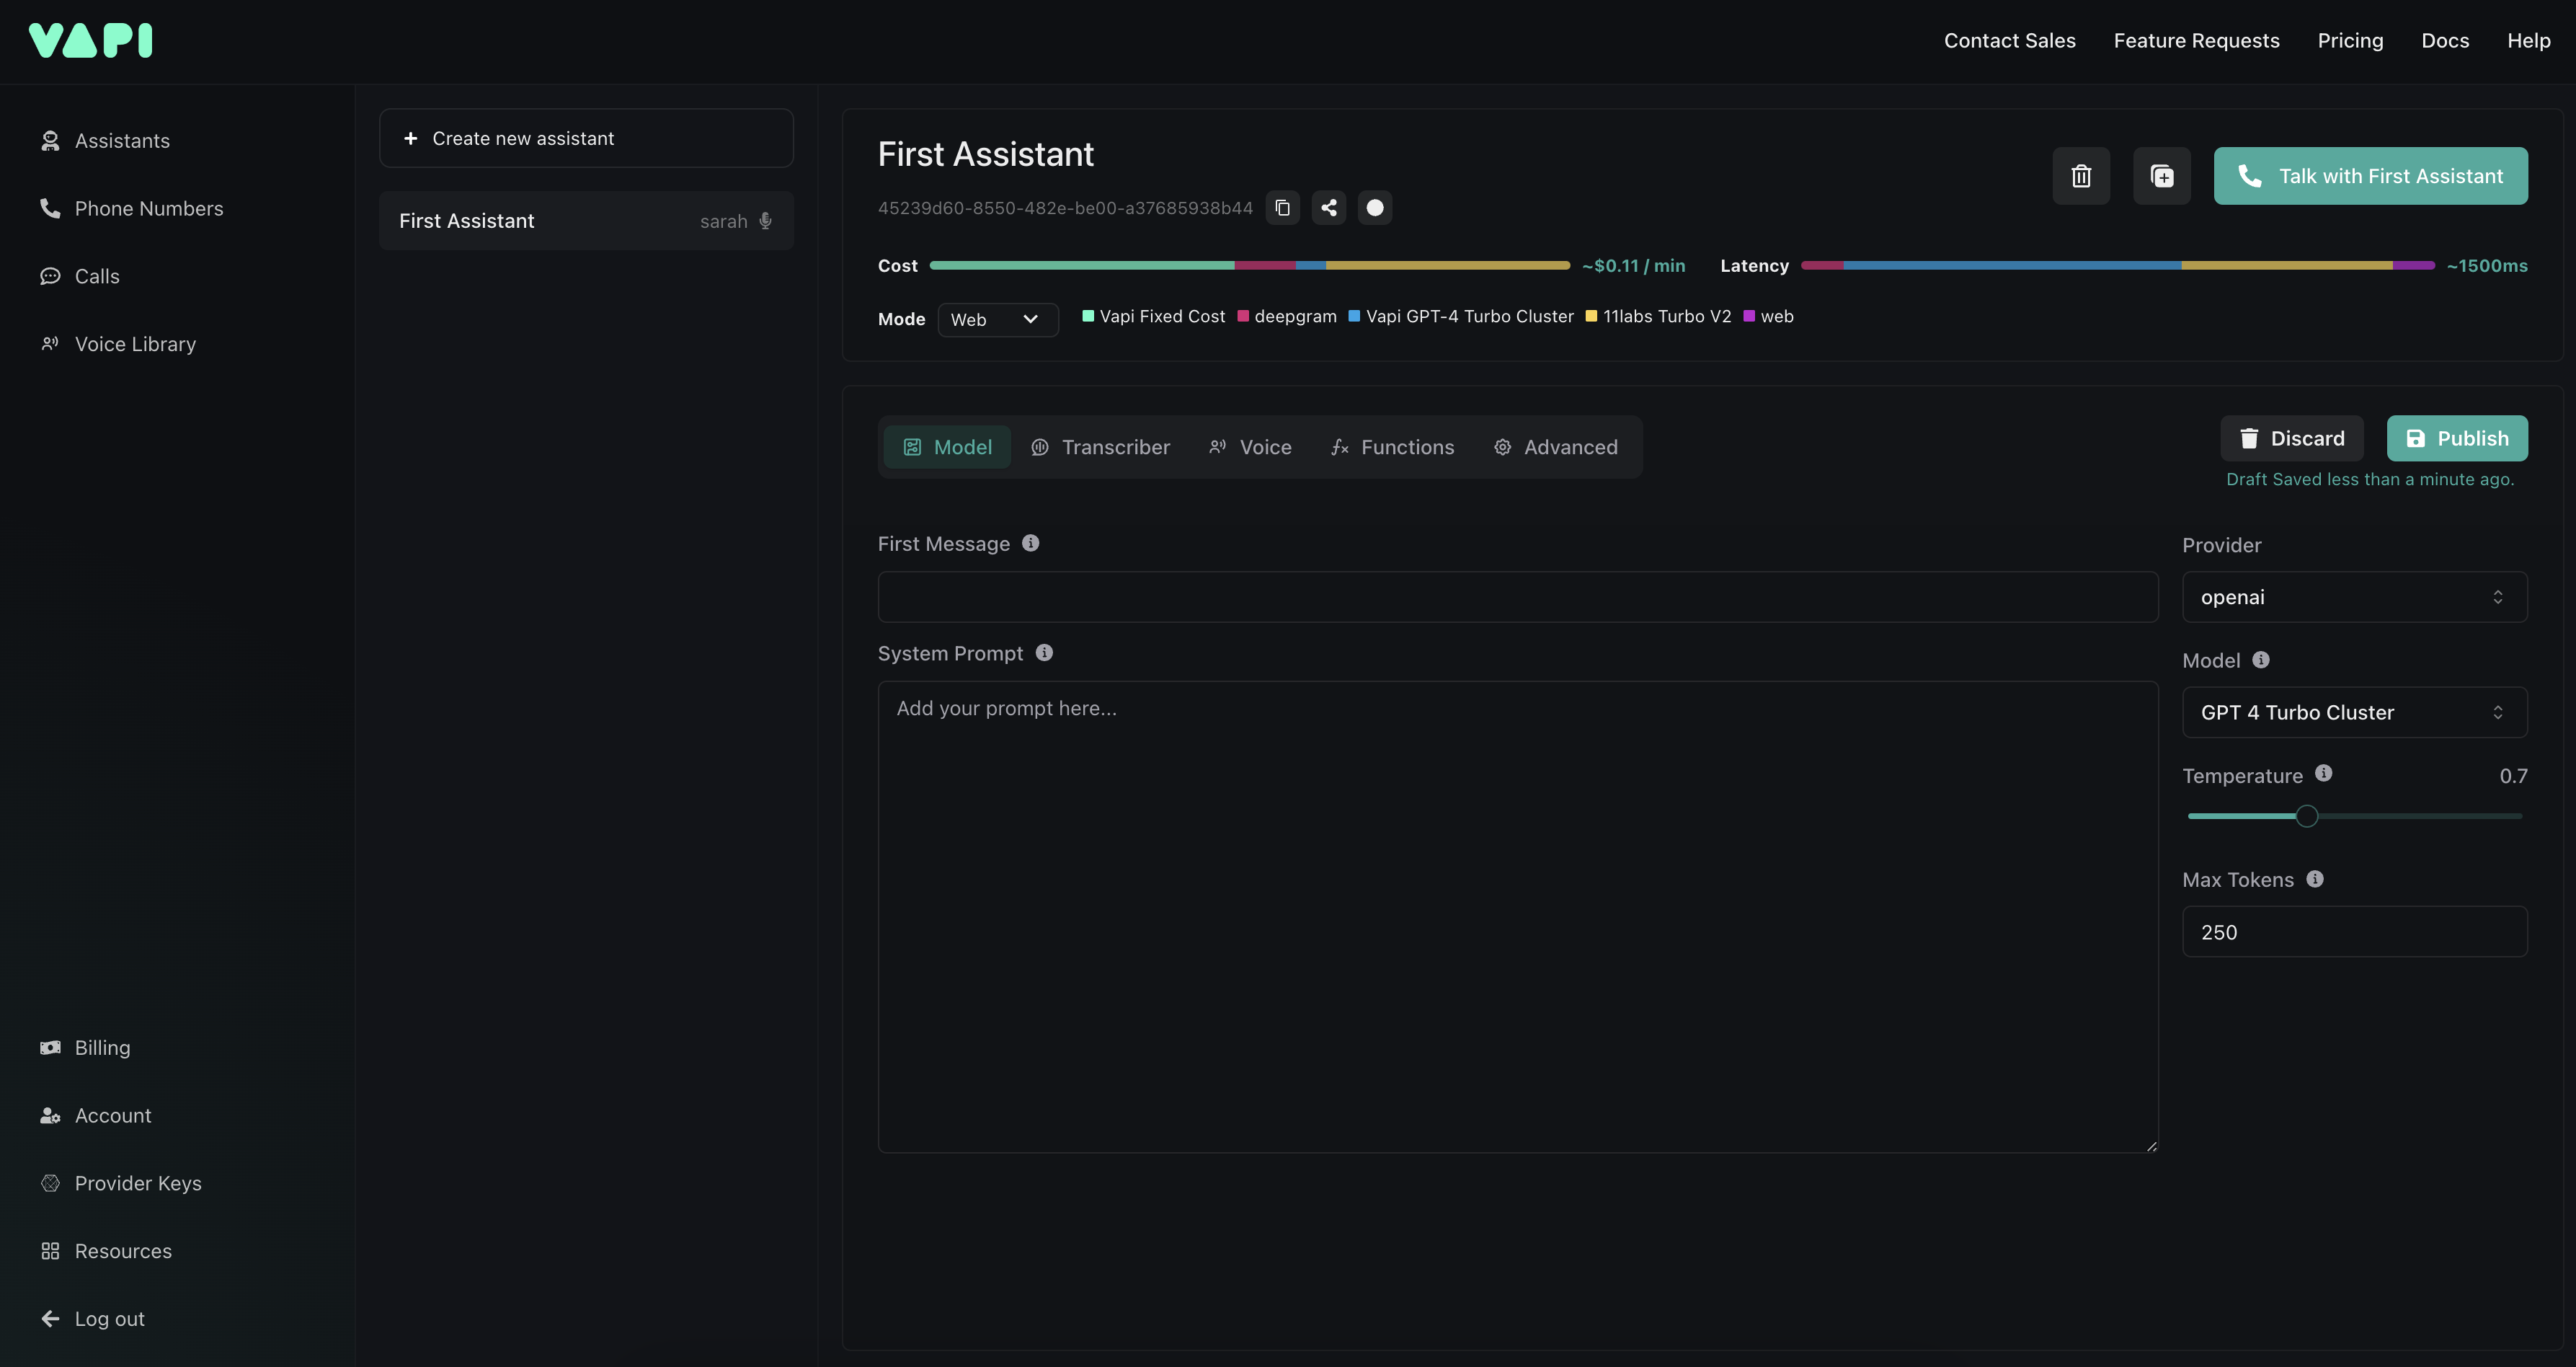 VAPI
Contact Sales
Feature Requests
Pricing
Docs
Help
Assistants
Phone Numbers
Calls
Voice Library
Billing
Account
Provider Keys
Resources
Log out
Create new assistant
First Assistant
sarah
First Assistant
45239d60-8550-482e-be00-a37685938b44
Talk with First Assistant
Cost
~$0.11 / min
Latency
~1500ms
Mode
Web
Vapi Fixed Cost
deepgram
Vapi GPT-4 Turbo Cluster
11labs Turbo V2
web
Model
Transcriber
Voice
Functions
Advanced
Discard
Publish
Draft Saved less than a minute ago.
First Message
System Prompt
Add your prompt here...
Provider
openai
Model
GPT 4 Turbo Cluster
Temperature
0.7
Max Tokens
250